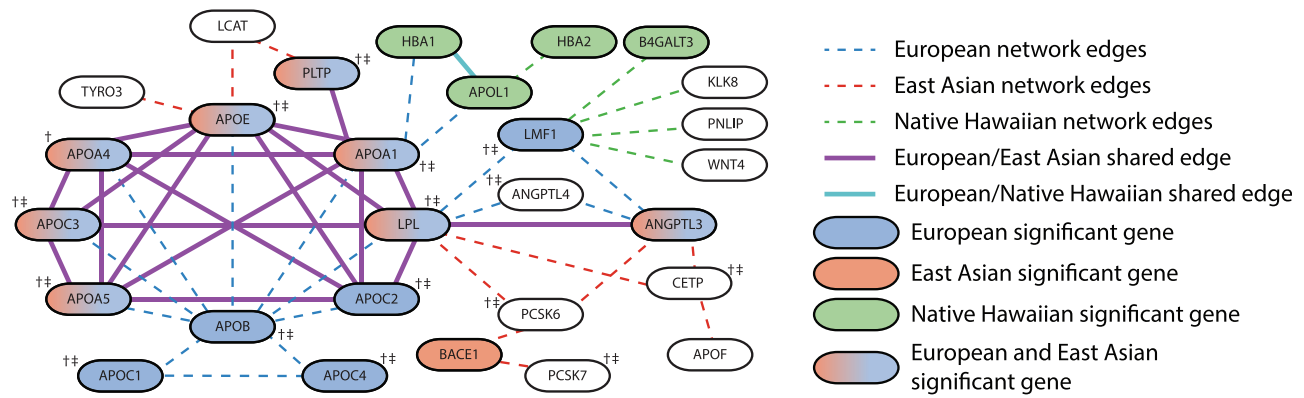 LCAT
HBA1
HBA2
B4GALT3
PLTP †‡
KLK8
TYRO3
APOL1
APOE †‡
PNLIP
LMF1 †‡
APOA4 †
APOA1 †‡
WNT4
ANGPTL4 †‡
APOC3 †‡
LPL †‡
ANGPTL3
CETP †‡
APOA5 †‡
APOC2 †‡
PCSK6 †‡
APOB †‡
BACE1
APOF
APOC1 †‡
APOC4 †‡
PCSK7 †‡
European network edges
East Asian network edges
Native Hawaiian network edges
European/East Asian shared edge
European/Native Hawaiian shared edge
European significant gene
East Asian significant gene
Native Hawaiian significant gene
European and East Asian
significant gene